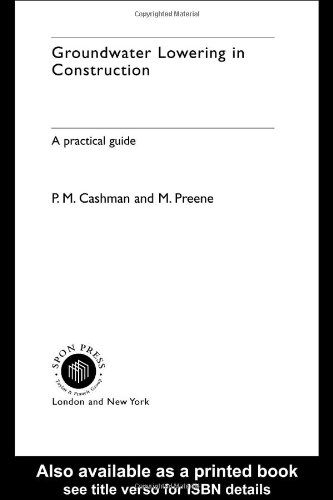 Copyrighted Material
Groundwater Lowering in
Construction
A practical guide
P. M. Cashman and M. Preene
SPON PRESS
Taylor & Francis Group
London and New York
Also available as a printed book
see title verso for ISBN details